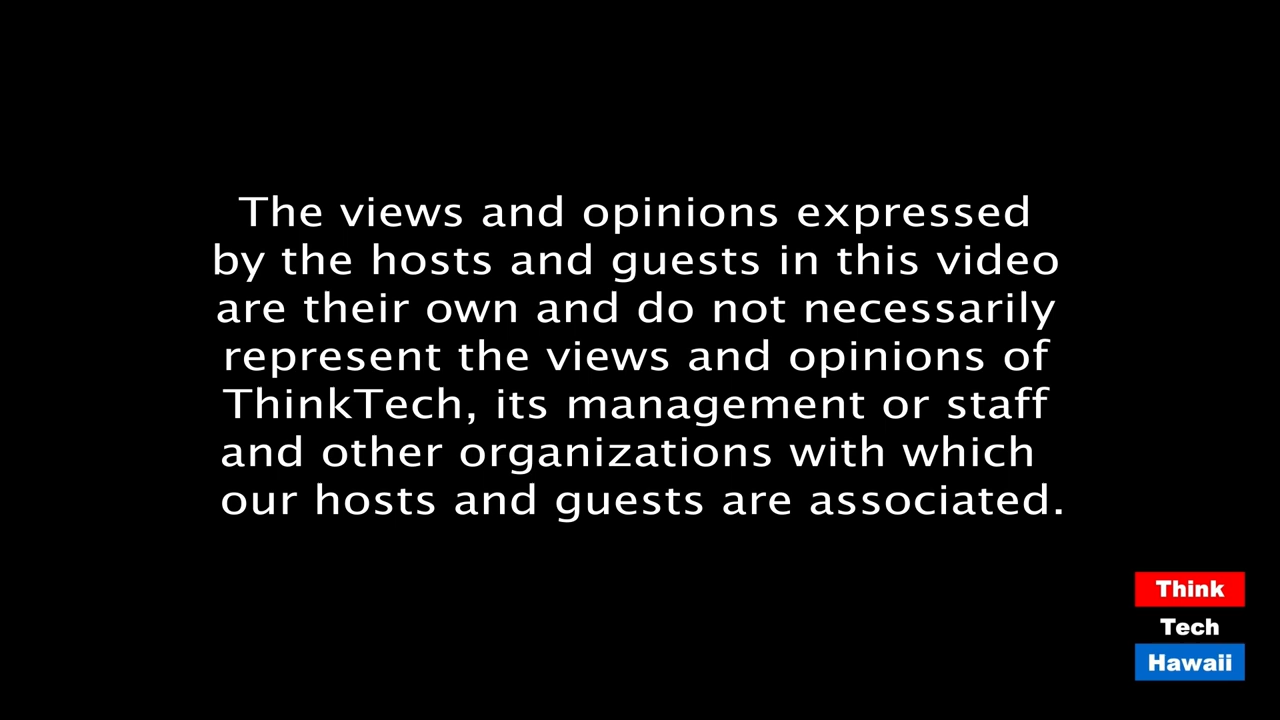 The views and opinions expressed
by the hosts and guests in this video
are their own and do not necessarily
represent the views and opinions of
ThinkTech, its management or staff
and other organizations with which
our hosts and guests are associated.
Think
Tech
Hawaii